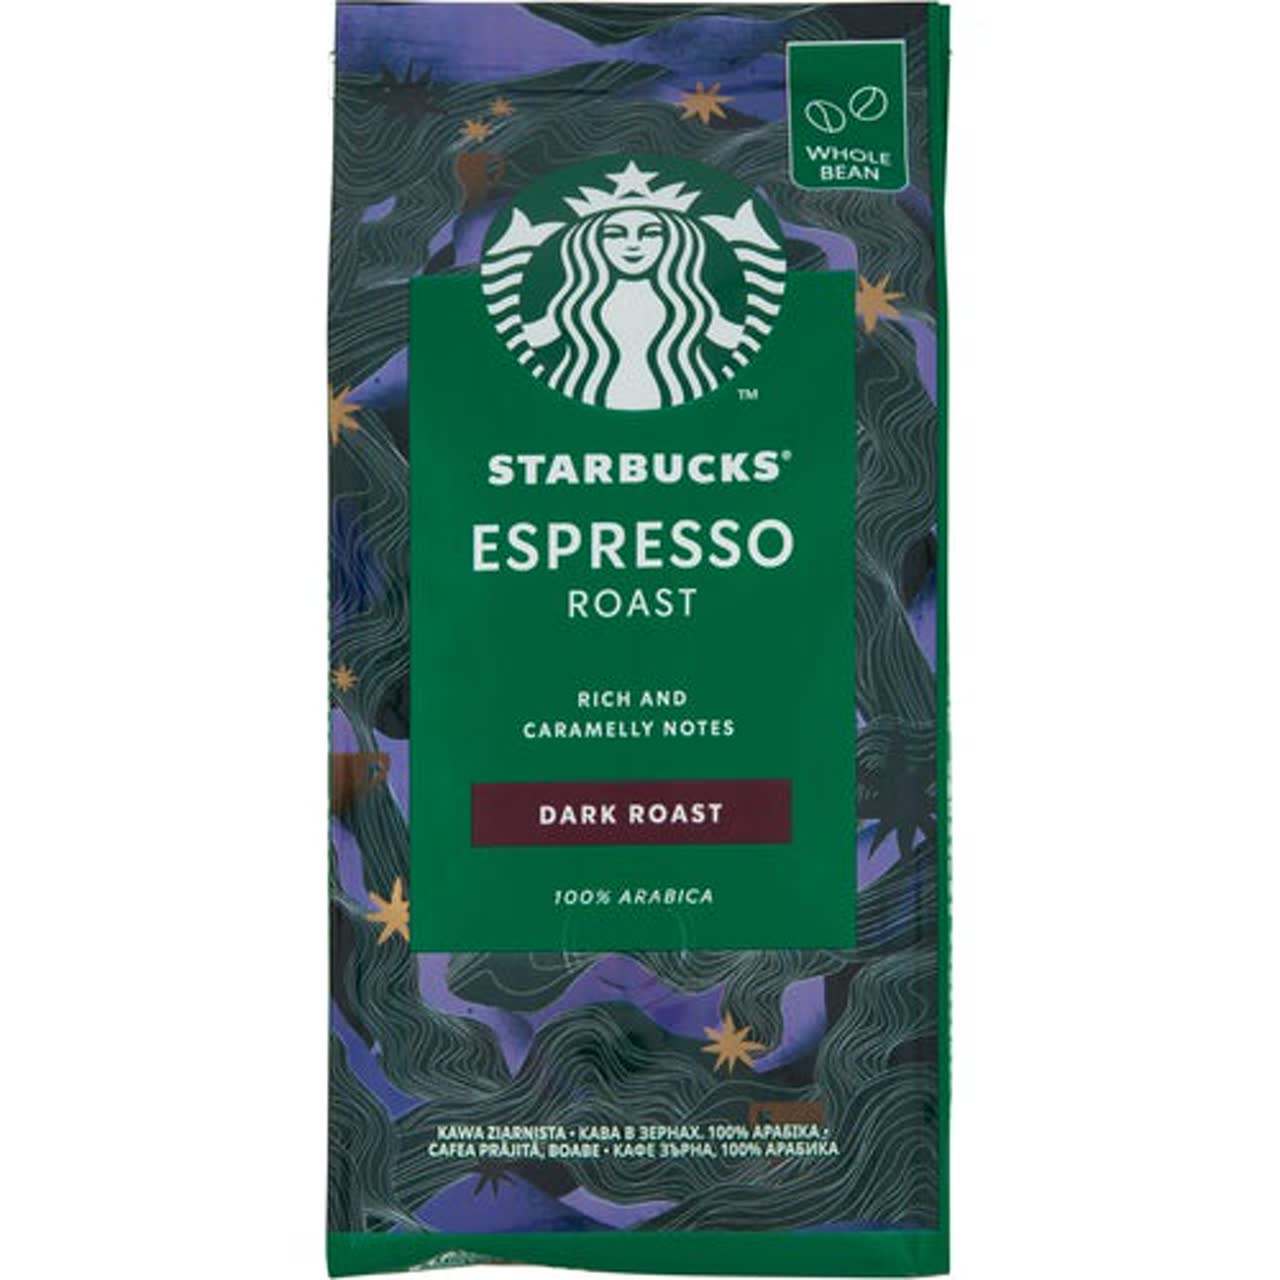 WHOLE
BEAN
TM
STARBUCKS®
ESPRESSO
ROAST
RICH AND
CARAMELLY NOTES
DARK ROAST
100% ARABICA
KAWA ZIARNISTA • КАВА В ЗЕРНАХ. 100% АРАБІКА •
CAFEA PRĂJITĂ, BOABE • КАФЕ ЗЪРНА, 100% АРАБИКА